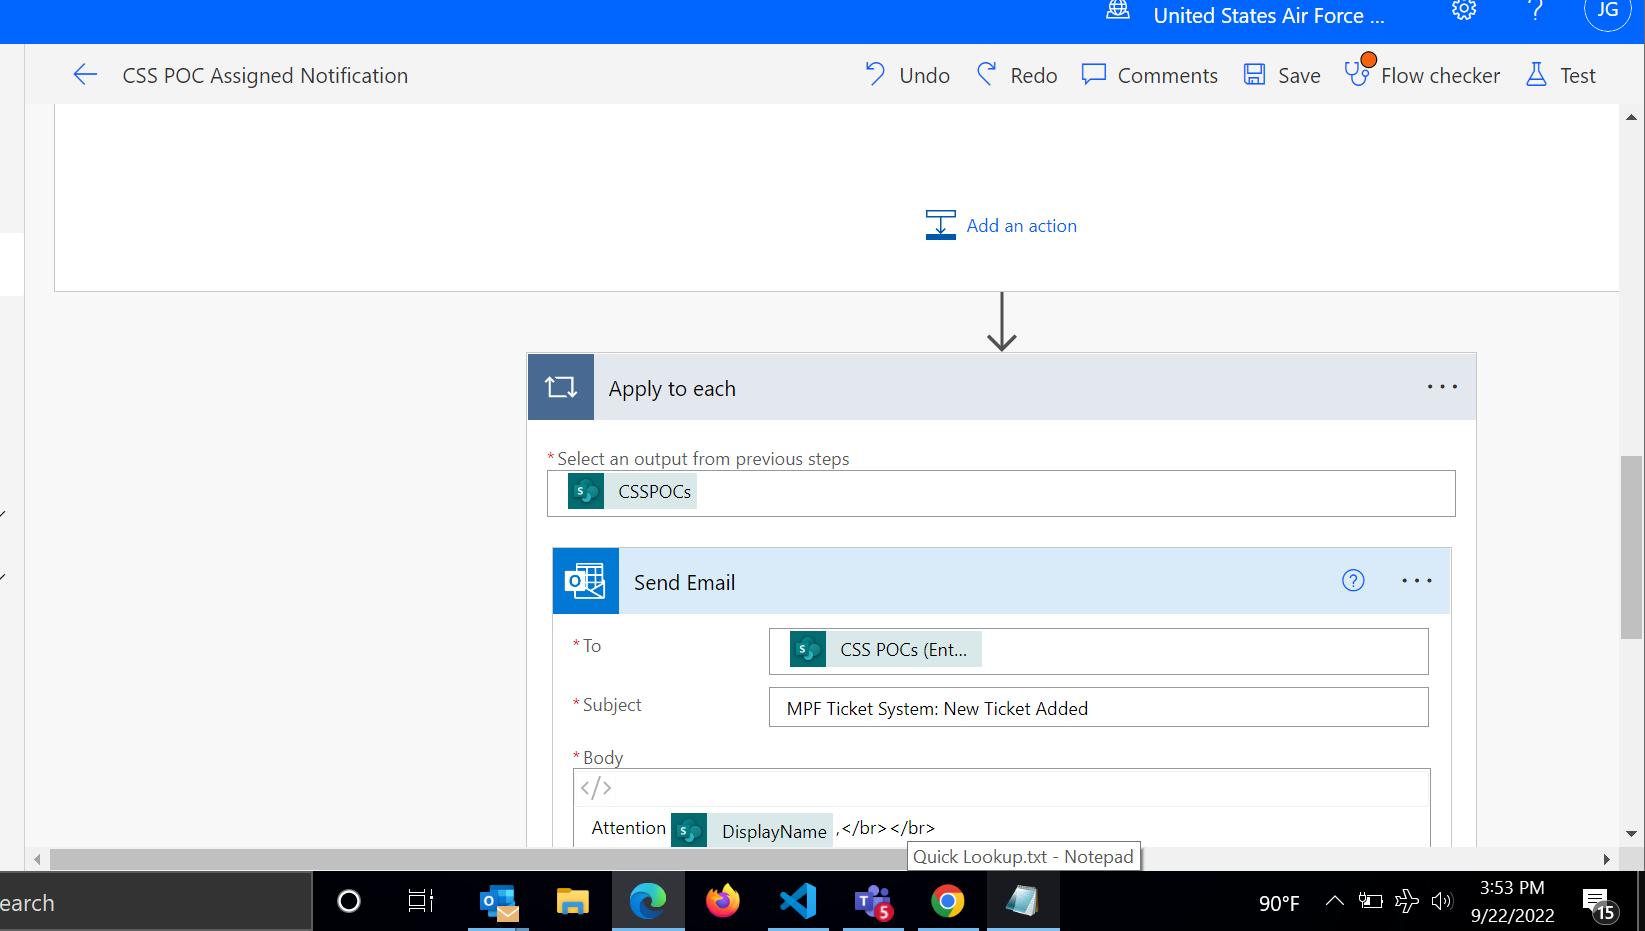 United States Air Force ...
JG
CSS POC Assigned Notification
Undo
Redo
Comments
Save
Flow checker
Test
Add an action
Apply to each
...
* Select an output from previous steps
S CSSPOCs
O Send Email
?
...
* To
S CSS POCs (Ent...
* Subject
MPF Ticket System: New Ticket Added
* Body
</>
Attention S DisplayName ,</br></br>
Quick Lookup.txt - Notepad
earch
O
T 5
90°F
3:53 PM
9/22/2022
15